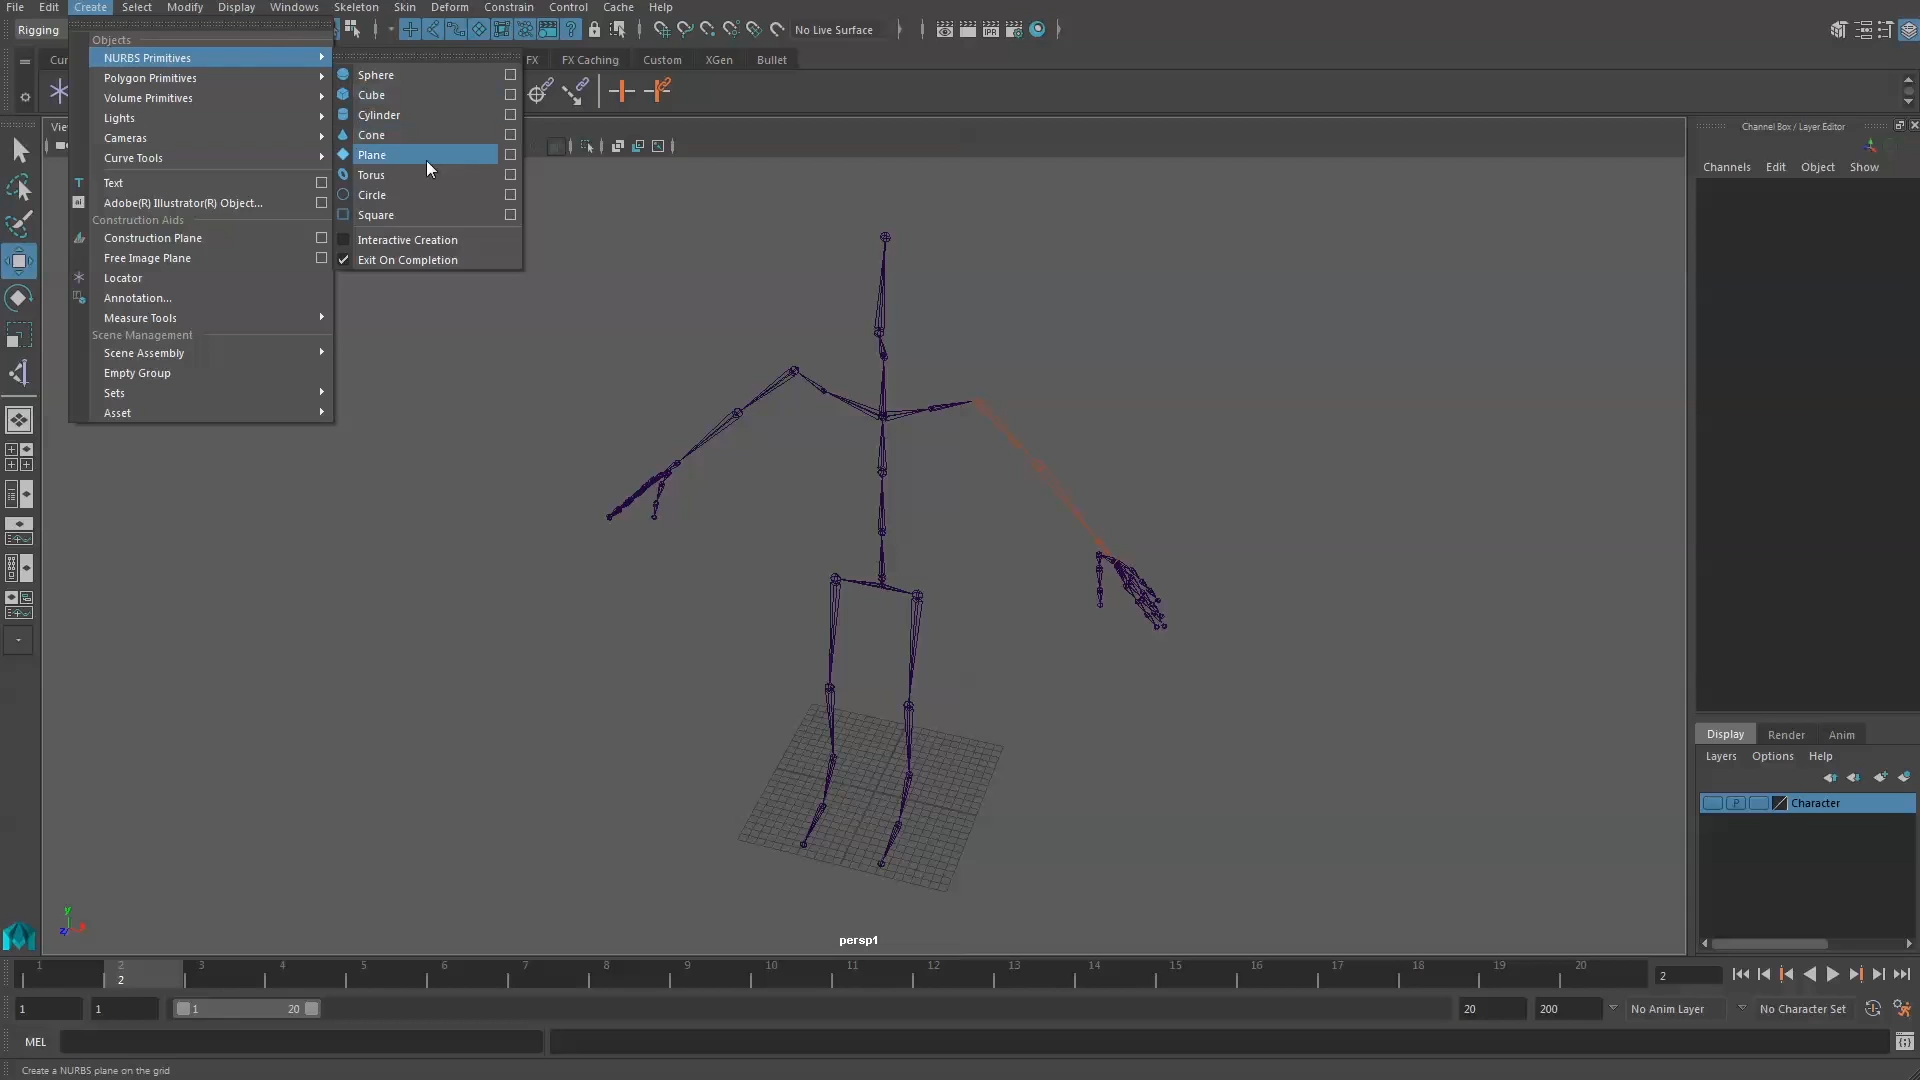 File Edit Create Select Modify Display Windows Skeleton Skin Deform Constrain Control Cache Help
Rigging
No Live Surface
FX FX Caching Custom XGen Bullet
Objects
NURBS Primitives
Polygon Primitives
Volume Primitives
Lights
Cameras
Curve Tools
Text
Adobe(R) Illustrator(R) Object...
Construction Aids
Construction Plane
Free Image Plane
Locator
Annotation...
Measure Tools
Scene Management
Scene Assembly
Empty Group
Sets
Asset
Sphere
Cube
Cylinder
Cone
Plane
Torus
Circle
Square
Interactive Creation
Exit On Completion
Channel Box / Layer Editor
Channels Edit Objects Show
Display Render Anim
Layers Options Help
P Character
y
z
persp1
1 2 3 4 5 6 7 8 9 10 11 12 13 14 15 16 17 18 19 20
2
2
1 1 1 20 20 200 No Anim Layer No Character Set
MEL
Create a NURBS plane on the grid